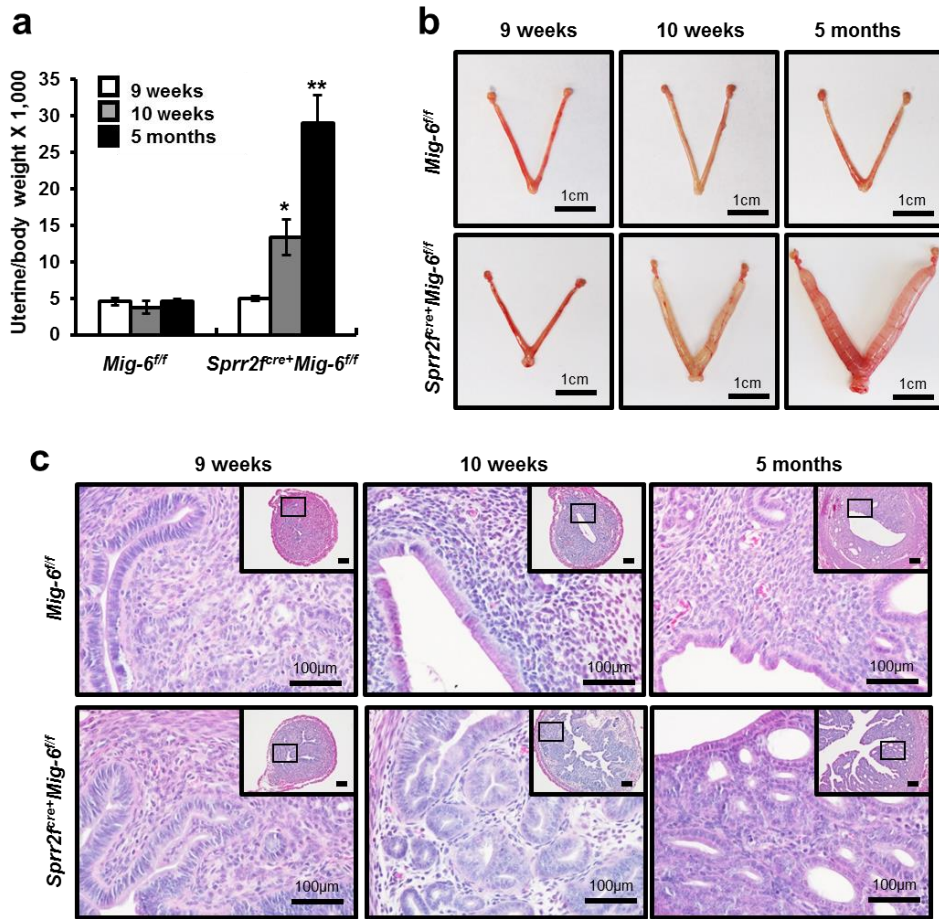 a
Uterine/body weight X 1,000
35
30
25
20
15
10
5
0
9 weeks
10 weeks
5 months
*
**
Mig-6f/f
Sprr2fcre+Mig-6f/f
b
9 weeks
10 weeks
5 months
Mig-6f/f
1cm
1cm
1cm
Sprr2fcre+Mig-6f/f
1cm
1cm
1cm
c
9 weeks
10 weeks
5 months
Mig-6f/f
100µm
100µm
100µm
Sprr2fcre+Mig-6f/f
100µm
100µm
100µm